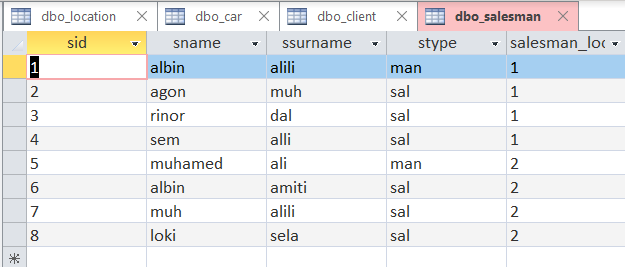 dbo_location dbo_car dbo_client dbo_salesman
sid sname ssurname stype salesman_loc
1 albin alili man 1
2 agon muh sal 1
3 rinor dal sal 1
4 sem alli sal 1
5 muhamed ali man 2
6 albin amiti sal 2
7 muh alili sal 2
8 loki sela sal 2